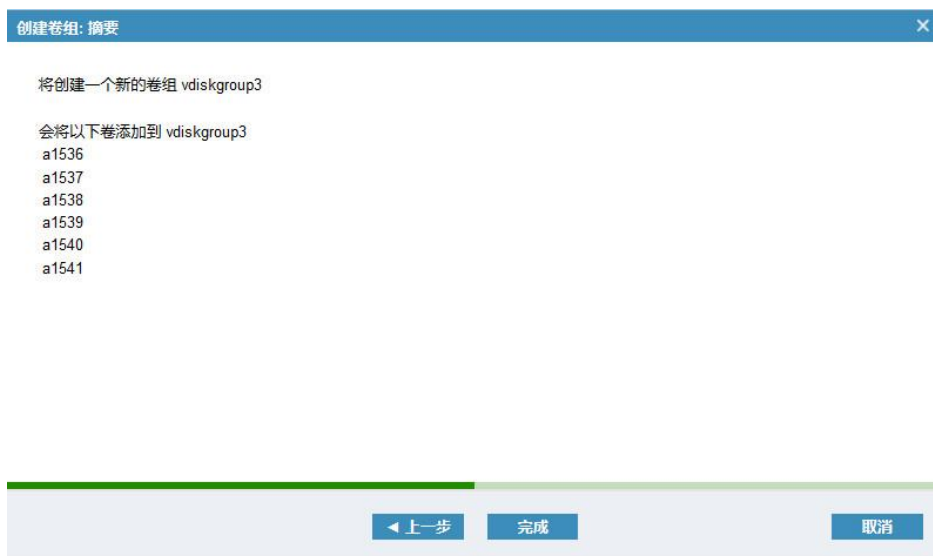 创建卷组: 摘要
将创建一个新的卷组 vdiskgroup3
会将以下卷添加到 vdiskgroup3
a1536
a1537
a1538
a1539
a1540
a1541
◄ 上一步
完成
取消